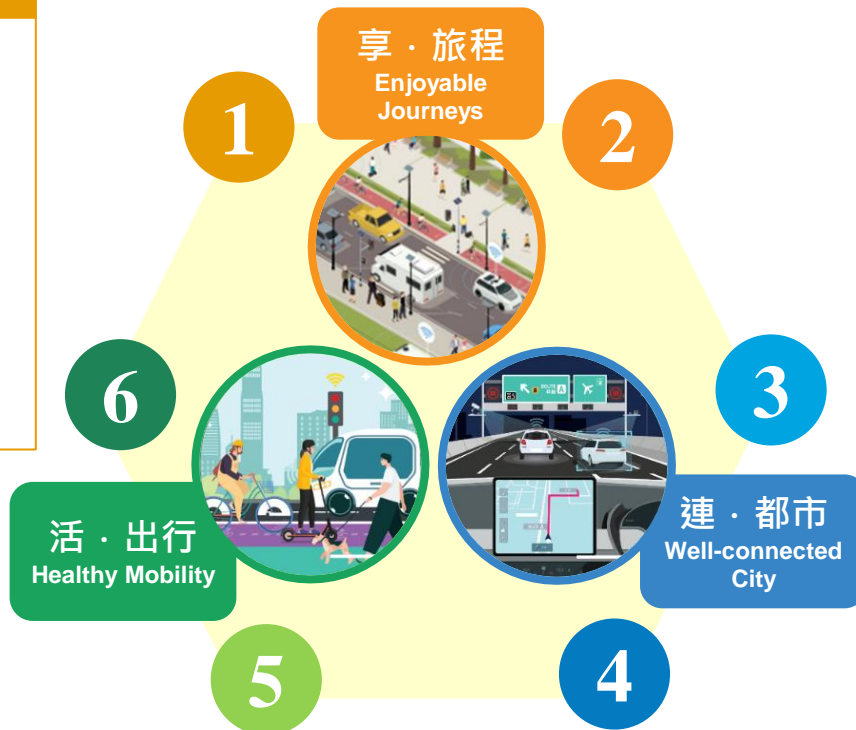 享 · 旅程
Enjoyable
Journeys
1
2
3
連 · 都市
Well-connected
City
4
5
6
活 · 出行
Healthy Mobility